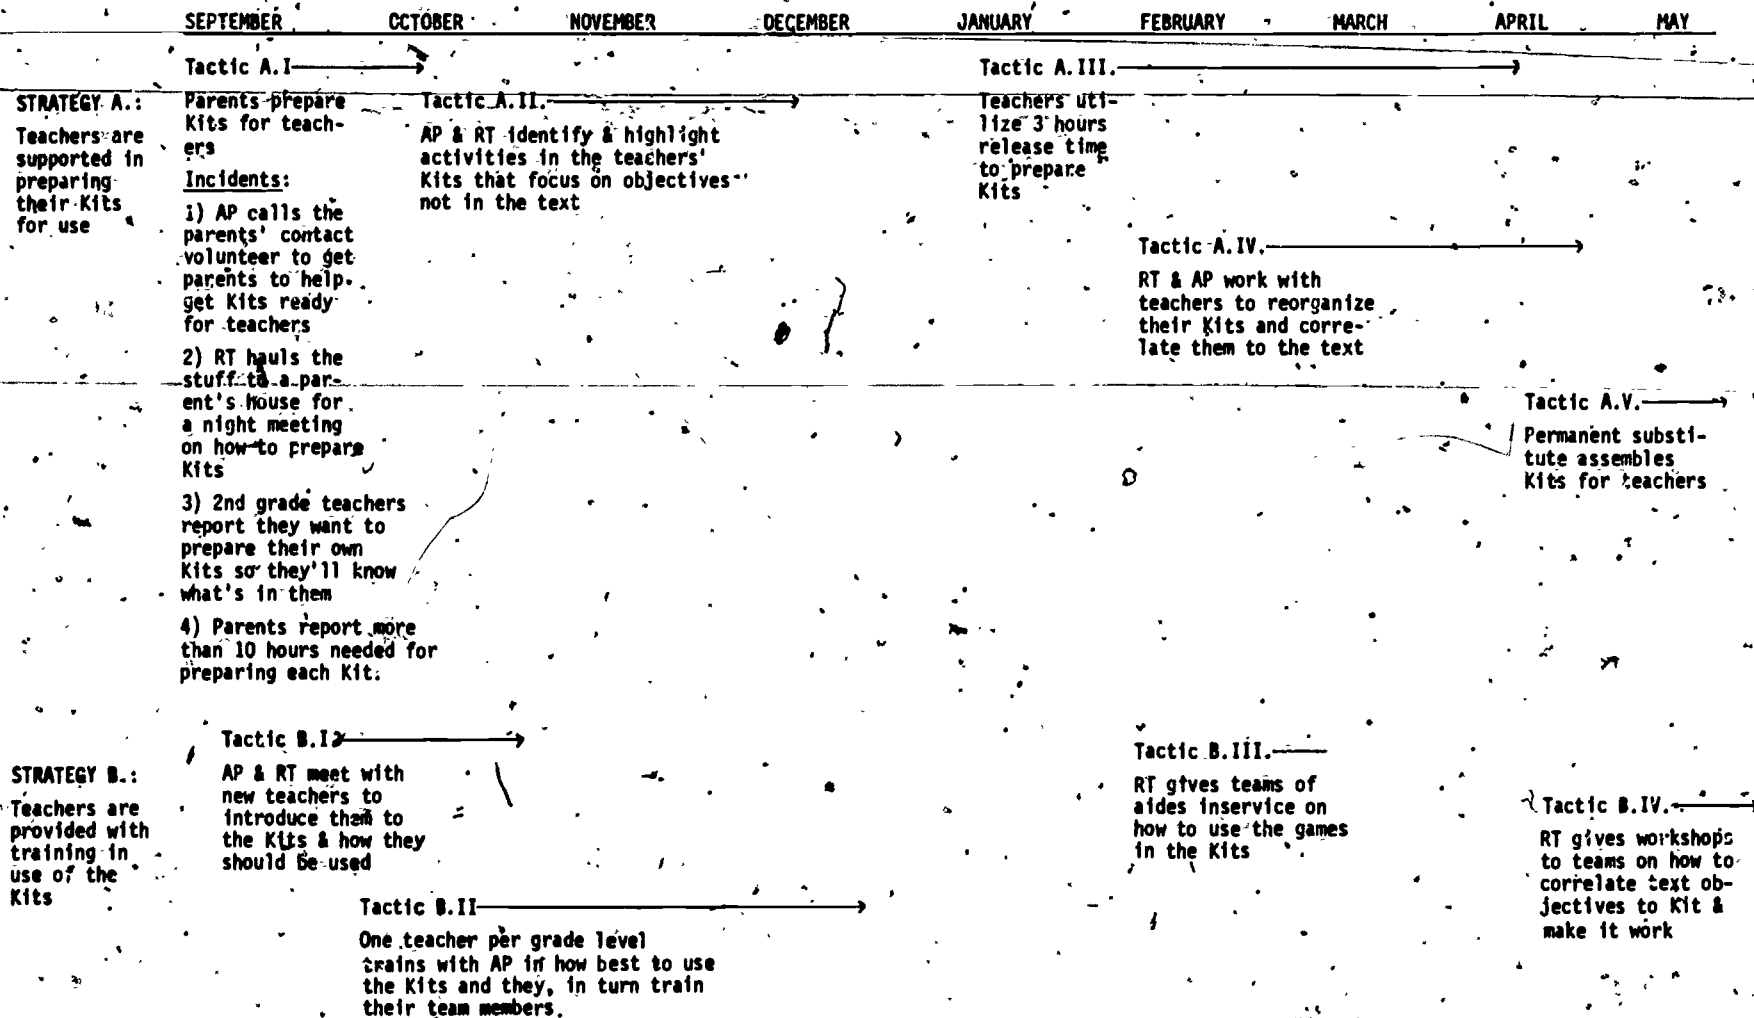 SEPTEMBER OCTOBER NOVEMBER DECEMBER JANUARY FEBRUARY MARCH APRIL MAY
STRATEGY A.:
Teachers are
supported in
preparing
their Kits
for use
Tactic A.I
Parents prepare
Kits for teach-
ers
Incidents:
1) AP calls the
parents' contact
volunteer to get
parents to help
get Kits ready
for teachers
2) RT hauls the
stuff to a par-
ent's house for
a night meeting
on how to prepare
Kits
3) 2nd grade teachers
report they want to
prepare their own
Kits so they'll know
what's in them
4) Parents report more
than 10 hours needed for
preparing each Kit.
Tactic A.II.
AP & RT identify & highlight
activities in the teachers'
Kits that focus on objectives
not in the text
Tactic A.III.
Teachers uti-
lize 3 hours
release time
to prepare
Kits
Tactic A.IV.
RT & AP work with
teachers to reorganize
their Kits and corre-
late them to the text
Tactic A.V.
Permanent substi-
tute assembles
Kits for teachers
STRATEGY B.:
Teachers are
provided with
training in
use of the
Kits
Tactic B.I
AP & RT meet with
new teachers to
introduce them to
the Kits & how they
should be used
Tactic B.II
One teacher per grade level
trains with AP in how best to use
the Kits and they, in turn train
their team members.
Tactic B.III.
RT gives teams of
aides inservice on
how to use the games
in the Kits
Tactic B.IV.
RT gives workshops
to teams on how to
correlate text ob-
jectives to Kit &
make it work